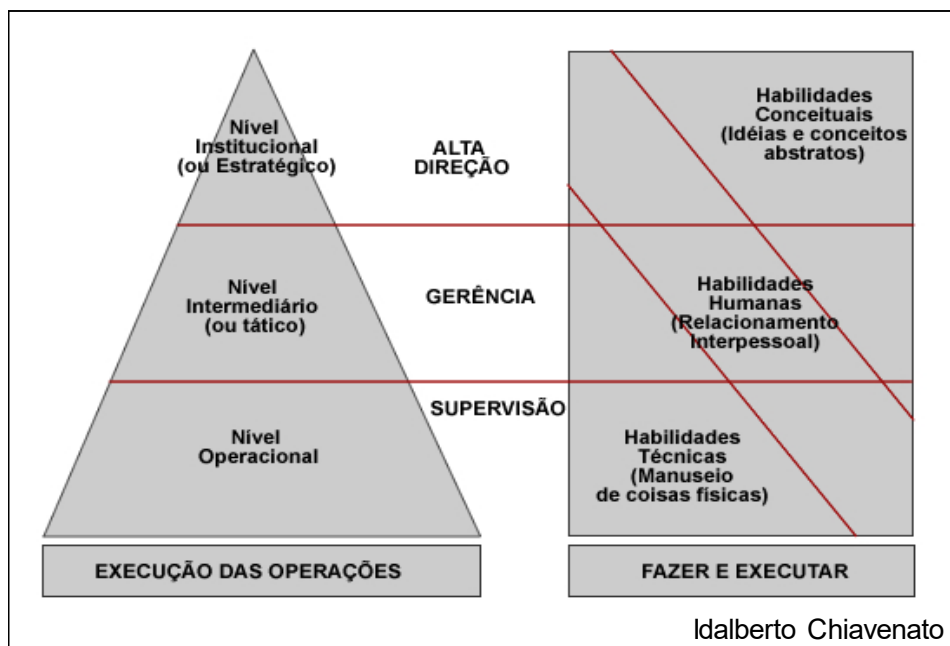 Nível
Institucional
(ou Estratégico)
ALTA
DIREÇÃO
Habilidades
Conceituais
(Idéias e conceitos
abstratos)
Nível
Intermediário
(ou tático)
GERÊNCIA
Habilidades
Humanas
(Relacionamento
Interpessoal)
Nível
Operacional
SUPERVISÃO
Habilidades
Técnicas
(Manuseio
de coisas físicas)
EXECUÇÃO DAS OPERAÇÕES
FAZER E EXECUTAR
Idalberto Chiavenato